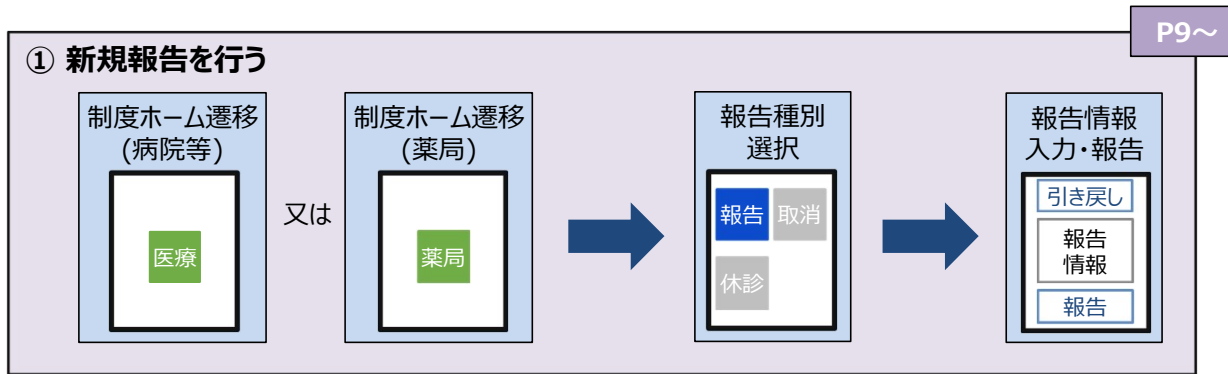 P9～
① 新規報告を行う
制度ホーム遷移
(病院等)
医療
又は
制度ホーム遷移
(薬局)
薬局
報告種別
選択
報告 取消
休診
報告情報
入力・報告
引き戻し
報告
情報
報告